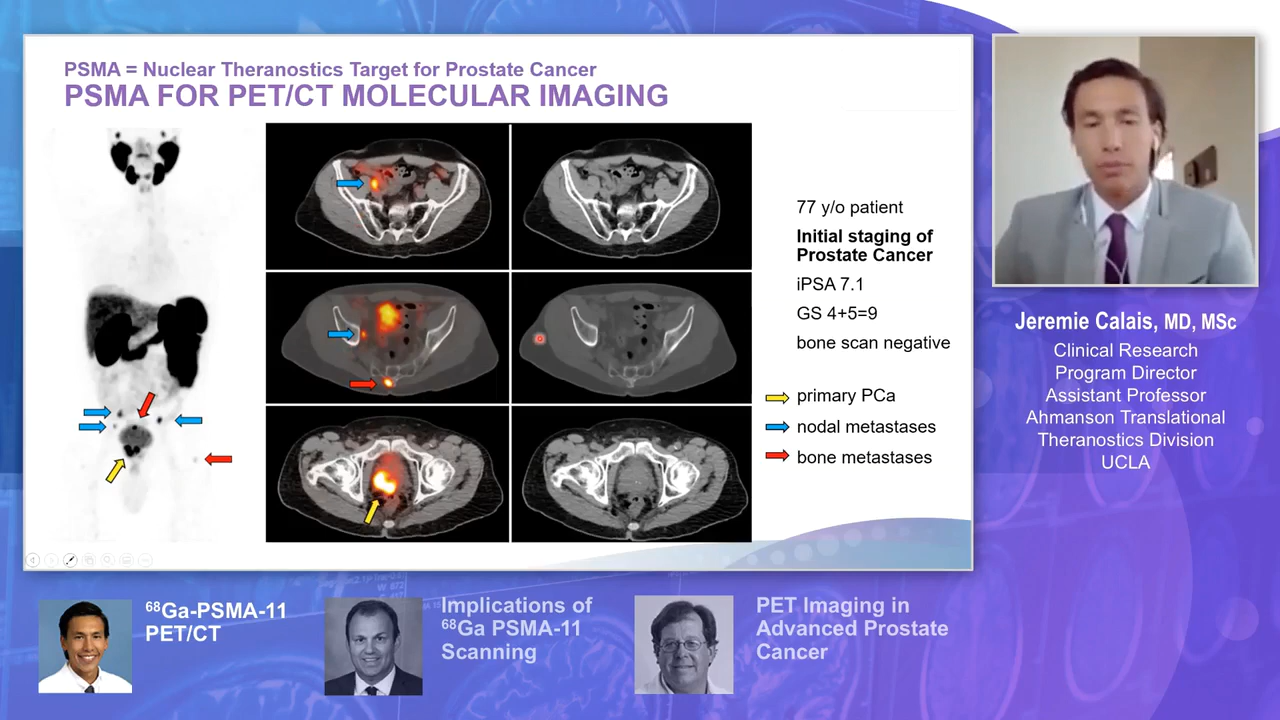 PSMA = Nuclear Theranostics Target for Prostate Cancer
PSMA FOR PET/CT MOLECULAR IMAGING
77 y/o patient
Initial staging of
Prostate Cancer
iPSA 7.1
GS 4+5=9
bone scan negative
primary PCa
nodal metastases
bone metastases
Jeremie Calais, MD, MSc
Clinical Research
Program Director
Assistant Professor
Ahmanson Translational
Theranostics Division
UCLA
68Ga-PSMA-11
PET/CT
Implications of
68Ga PSMA-11
Scanning
PET Imaging in
Advanced Prostate
Cancer